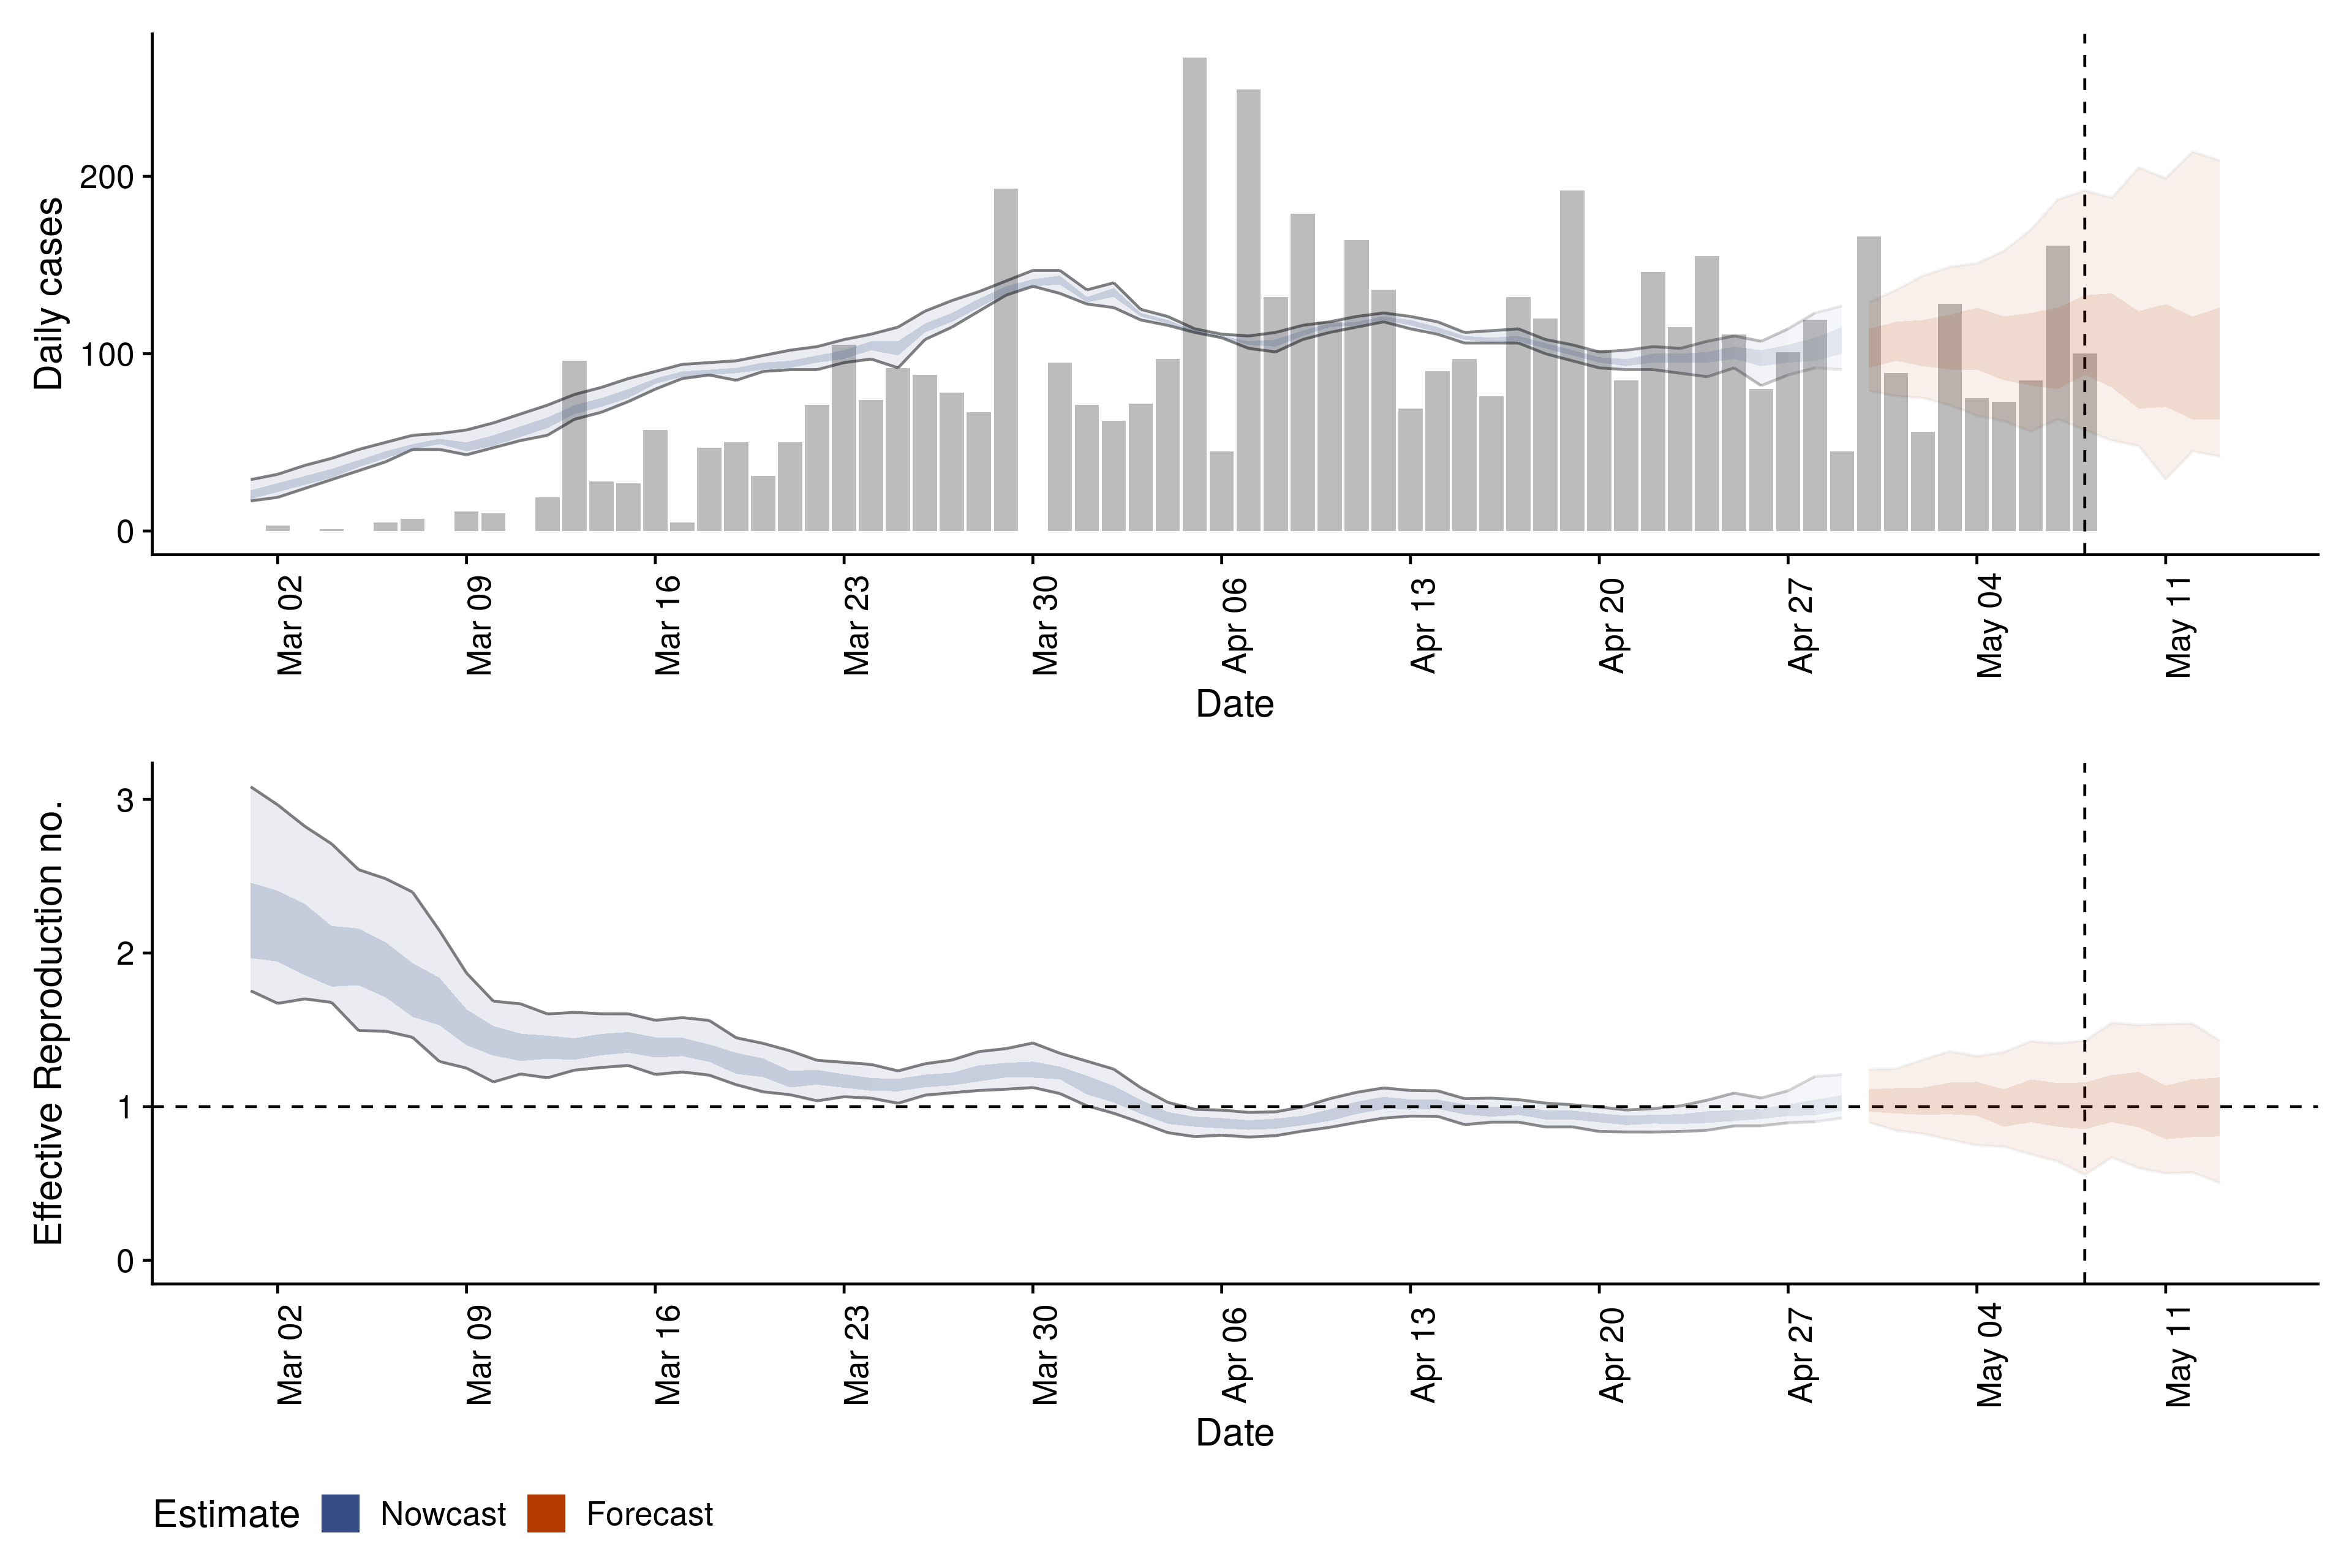 Daily cases
200
100
0
Mar 02 Mar 09 Mar 16 Mar 23 Mar 30 Apr 06 Apr 13 Apr 20 Apr 27 May 04 May 11
Date
Effective Reproduction no.
3
2
1
0
Mar 02 Mar 09 Mar 16 Mar 23 Mar 30 Apr 06 Apr 13 Apr 20 Apr 27 May 04 May 11
Date
Estimate Nowcast Forecast